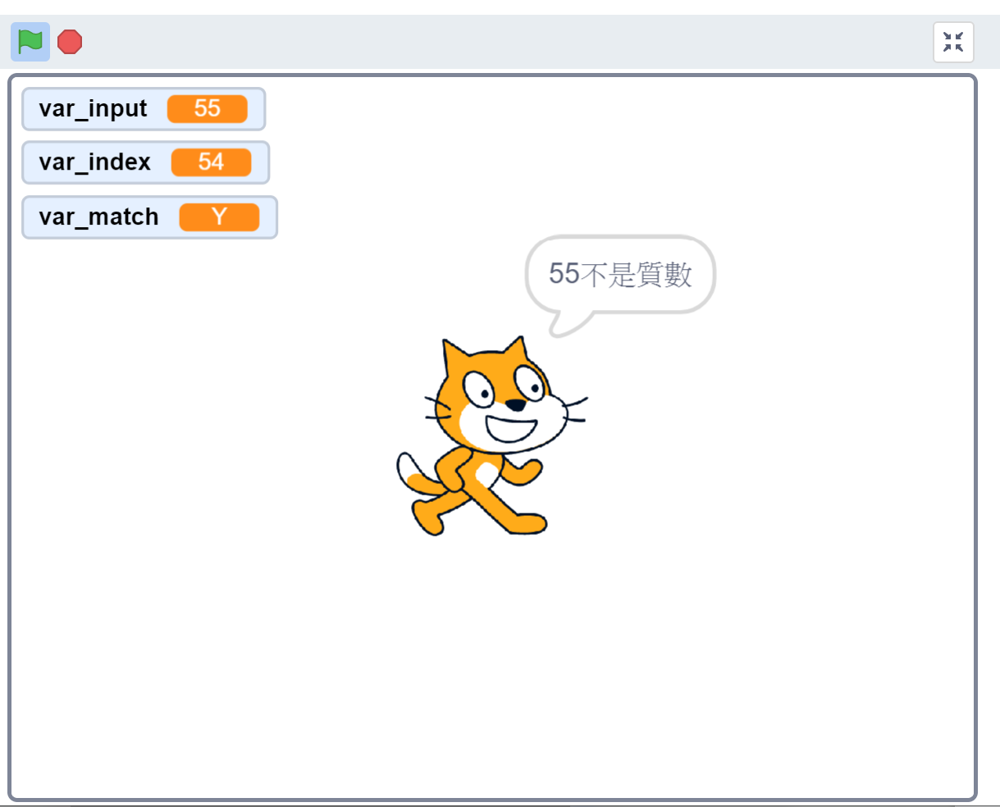 var_input 55
var_index 54
var_match Y
55不是質數